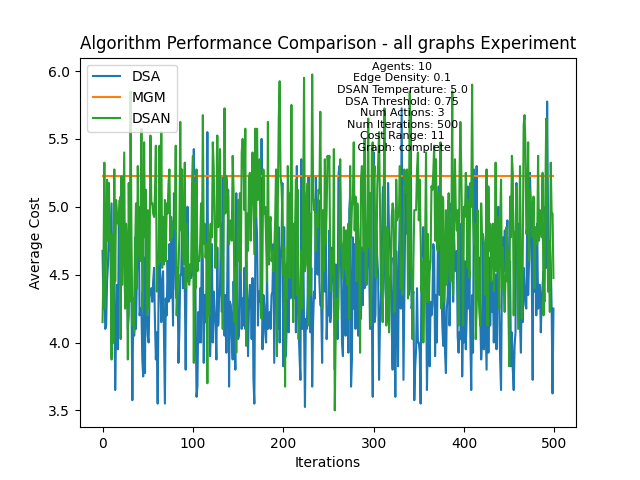 Algorithm Performance Comparison - all graphs Experiment
DSA
MGM
DSAN
Agents: 10
Edge Density: 0.1
DSAN Temperature: 5.0
DSA Threshold: 0.75
Num Actions: 3
Num Iterations: 500
Cost Range: 11
Graph: complete
Average Cost
6.0
5.5
5.0
4.5
4.0
3.5
0 100 200 300 400 500
Iterations